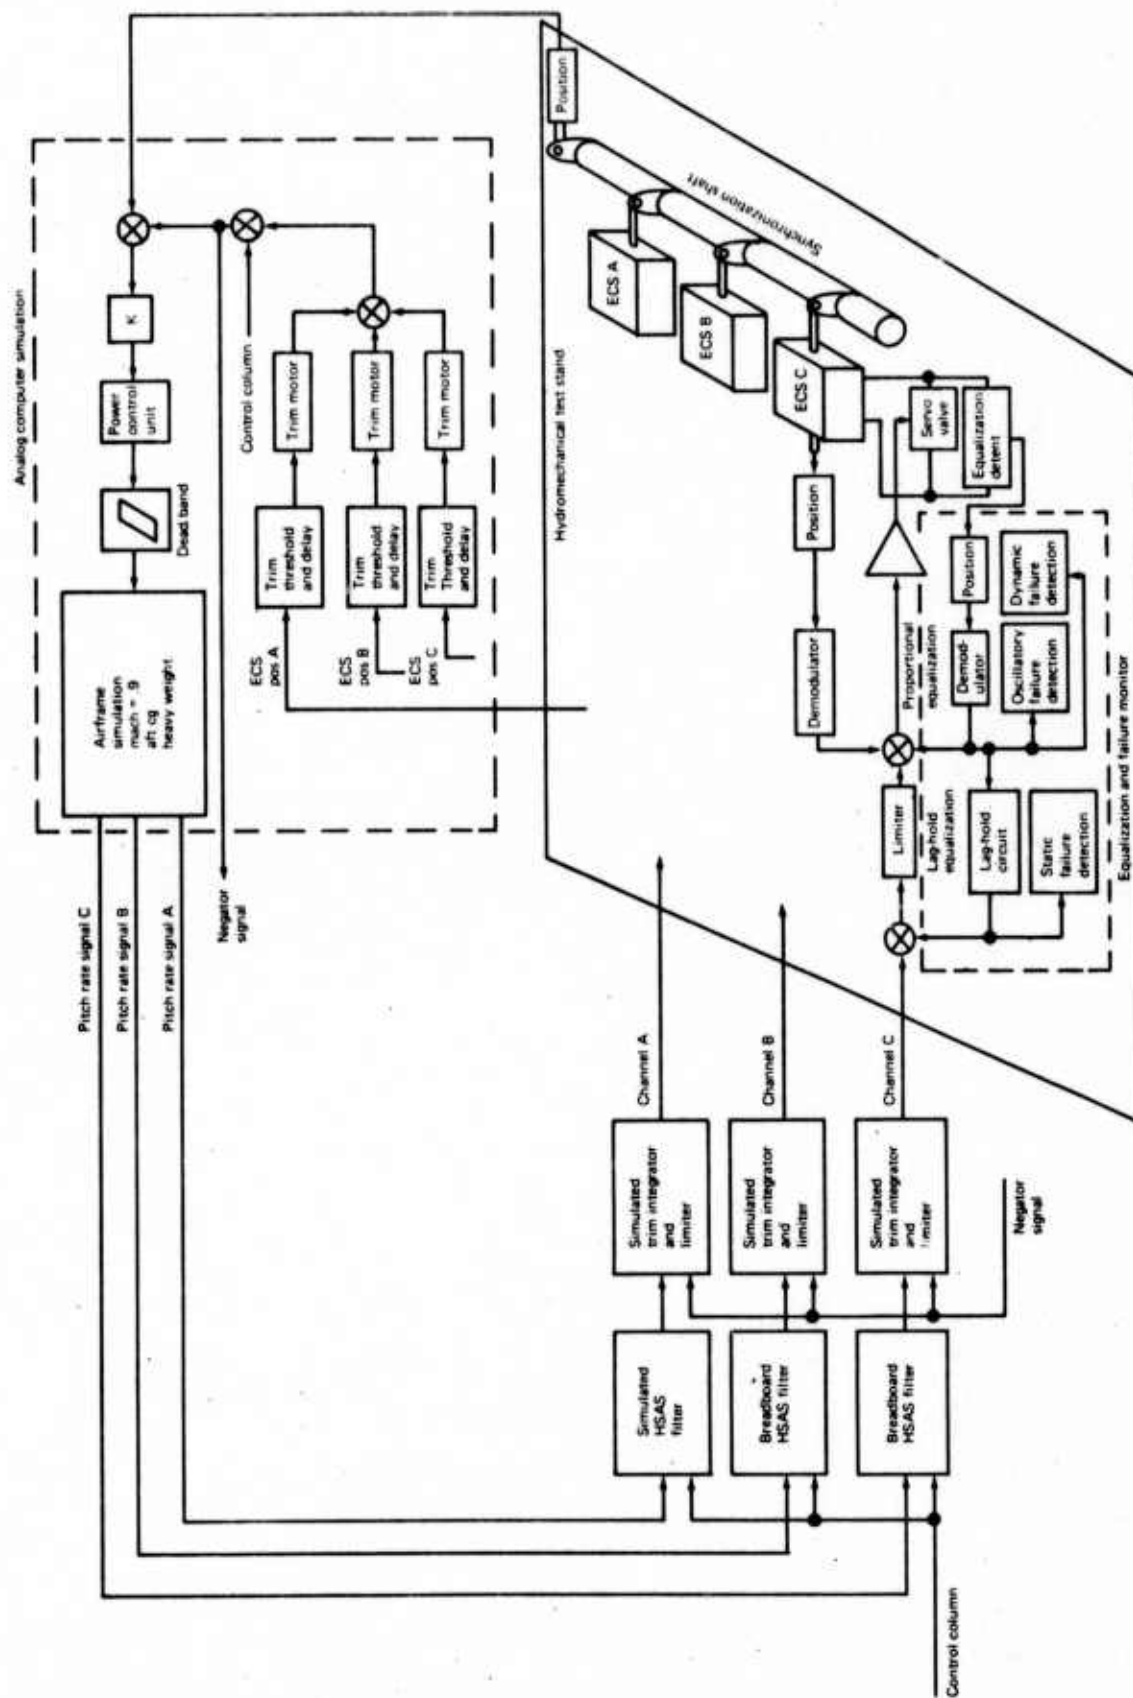 Analog computer simulation
Airframe
simulation
mach = .9
aft cg
heavy weight
Dead band
Power
control
unit
K
Control column
Pitch rate signal C
Pitch rate signal B
Pitch rate signal A
Negator
signal
ECS
pos A
Trim
threshold
and delay
Trim motor
ECS
pos B
Trim
threshold
and delay
Trim motor
ECS
pos C
Trim
Threshold
and delay
Trim motor
Hydromechanical test stand
Position
Synchronization shaft
ECS A
ECS B
ECS C
Position
Demodulator
Servo
valve
Equalization
detent
Proportional
equalization
Limiter
Lag-hold
equalization
Position
Demod-
ulator
Dynamic
failure
detection
Oscillatory
failure
detection
Lag-hold
circuit
Static
failure
detection
Equalization and failure monitor
Simulated
HSAS
filter
Simulated
trim integrator
and
limiter
Channel A
Breadboard
HSAS filter
Simulated
trim integrator
and
limiter
Channel B
Breadboard
HSAS filter
Simulated
trim integrator
and
limiter
Channel C
Negator
signal
Control column